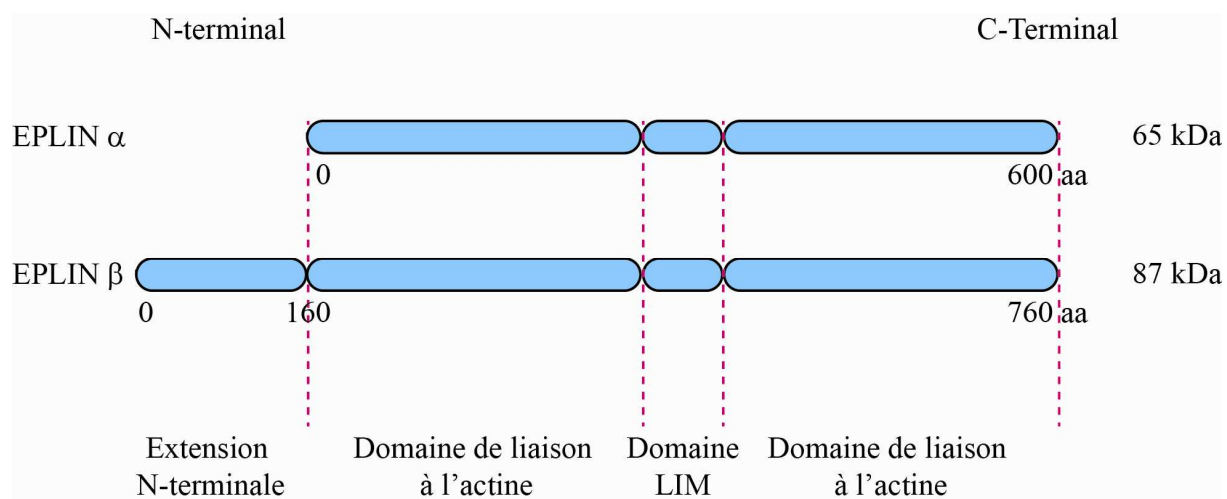 N-terminal C-Terminal
EPLIN α 65 kDa
0 600 aa
EPLIN β 87 kDa
0 160 760 aa
Extension
N-terminale
Domaine de liaison
à l’actine
Domaine
LIM
Domaine de liaison
à l’actine